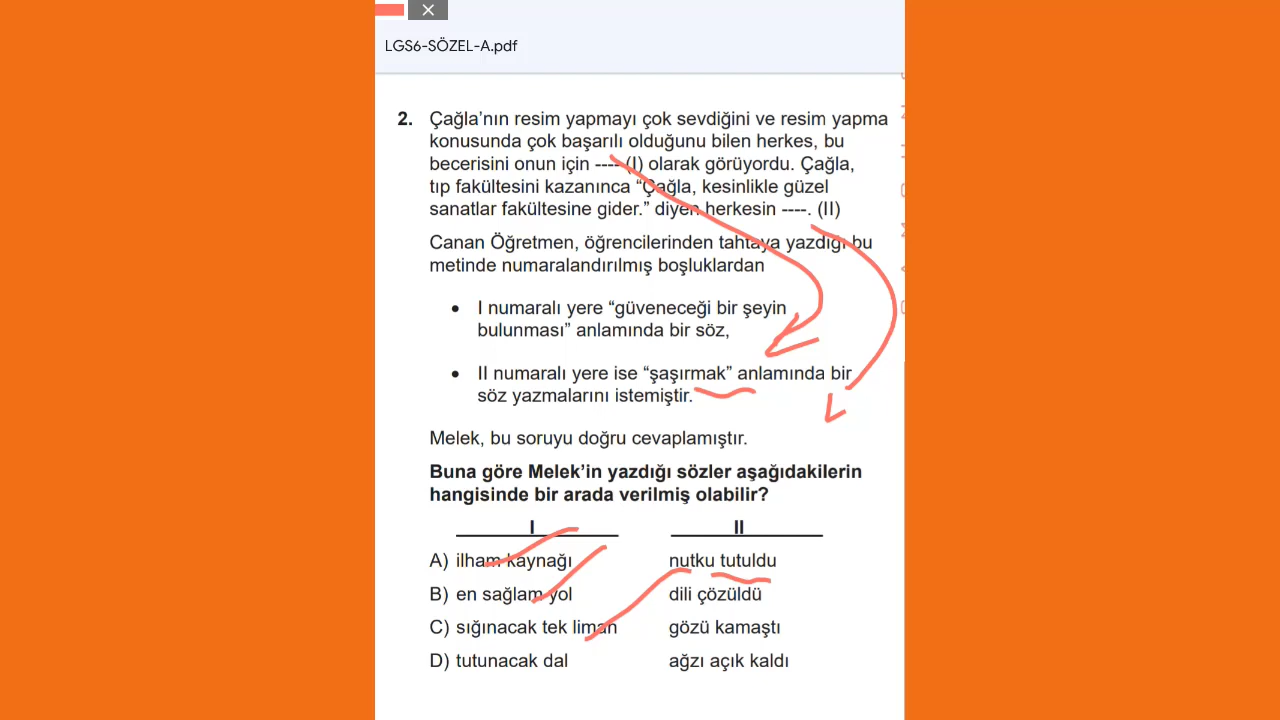 LGS6-SÖZEL-A.pdf
2. Çağla’nın resim yapmayı çok sevdiğini ve resim yapma
konusunda çok başarılı olduğunu bilen herkes, bu
becerisini onun için ---- (I) olarak görüyordu. Çağla,
tıp fakültesini kazanınca “Çağla, kesinlikle güzel
sanatlar fakültesine gider.” diyen herkesin ----. (II)
Canan Öğretmen, öğrencilerinden tahtaya yazdığı bu
metinde numaralandırılmış boşluklardan
• I numaralı yere “güveneceği bir şeyin
bulunması” anlamında bir söz,
• II numaralı yere ise “şaşırmak” anlamında bir
söz yazmalarını istemiştir.
Melek, bu soruyu doğru cevaplamıştır.
Buna göre Melek’in yazdığı sözler aşağıdakilerin
hangisinde bir arada verilmiş olabilir?
I II
A) ilham kaynağı nutku tutuldu
B) en sağlam yol dili çözüldü
C) sığınacak tek liman gözü kamaştı
D) tutunacak dal ağzı açık kaldı